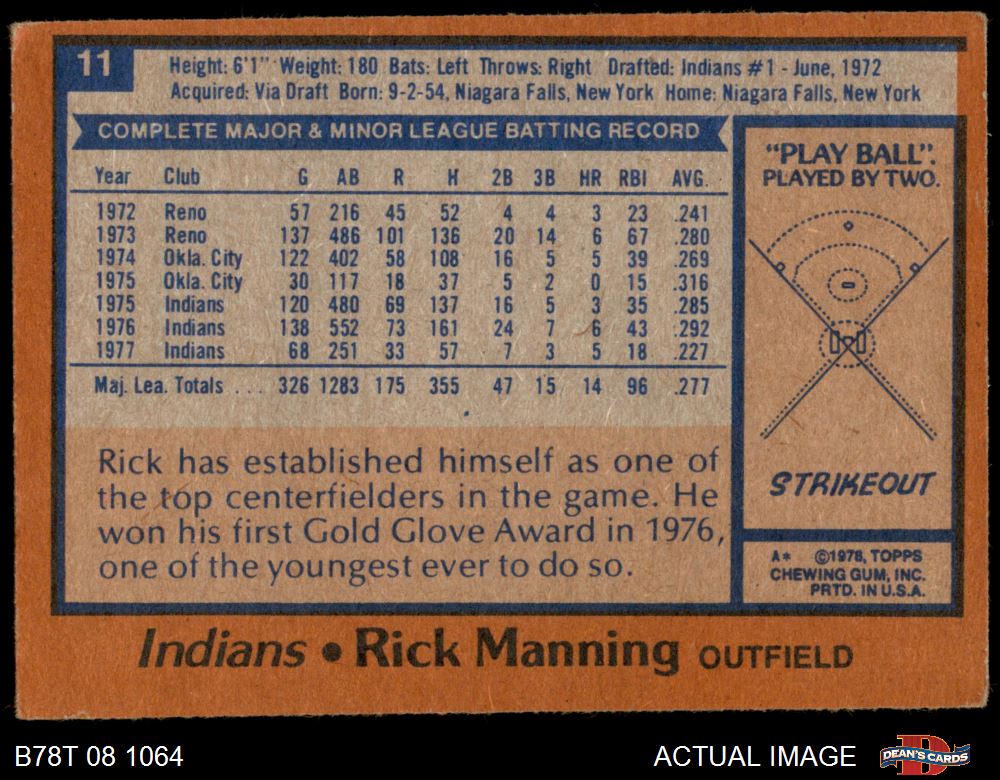 11
Height: 6'1" Weight: 180 Bats: Left Throws: Right Drafted: Indians #1 - June, 1972
Acquired: Via Draft Born: 9-2-54, Niagara Falls, New York Home: Niagara Falls, New York
COMPLETE MAJOR & MINOR LEAGUE BATTING RECORD
Year Club G AB R H 2B 3B HR RBI AVG.
1972 Reno 57 216 45 52 4 4 3 23 .241
1973 Reno 137 486 101 136 20 14 6 67 .280
1974 Okla. City 122 402 58 108 16 5 5 39 .269
1975 Okla. City 30 117 18 37 5 2 0 15 .316
1975 Indians 120 480 69 137 16 5 3 35 .285
1976 Indians 138 552 73 161 24 7 6 43 .292
1977 Indians 68 251 33 57 7 3 5 18 .227
Maj. Lea. Totals . . . 326 1283 175 355 47 15 14 96 .277
Rick has established himself as one of
the top centerfielders in the game. He
won his first Gold Glove Award in 1976,
one of the youngest ever to do so.
"PLAY BALL".
PLAYED BY TWO.
STRIKEOUT
A* ©1978, TOPPS
CHEWING GUM, INC.
PRTD. IN U.S.A.
Indians • Rick Manning OUTFIELD
B78T 08 1064
ACTUAL IMAGE
D
DEAN'S CARDS